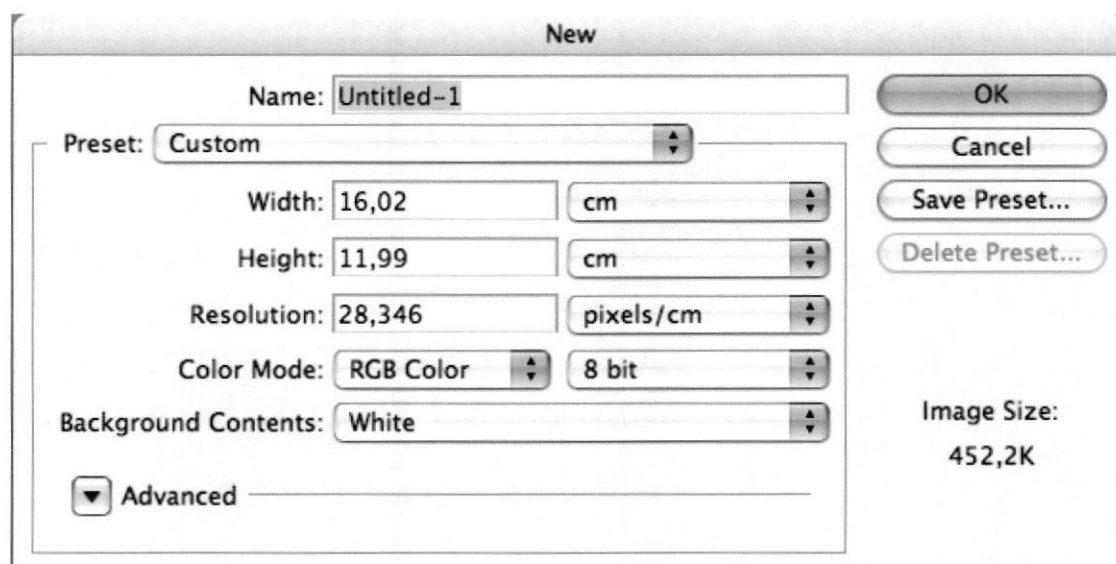 New
Name: Untitled-1
OK
Preset: Custom
Cancel
Width: 16,02 cm
Save Preset...
Height: 11,99 cm
Delete Preset...
Resolution: 28,346 pixels/cm
Color Mode: RGB Color 8 bit
Background Contents: White
Image Size:
452,2K
Advanced